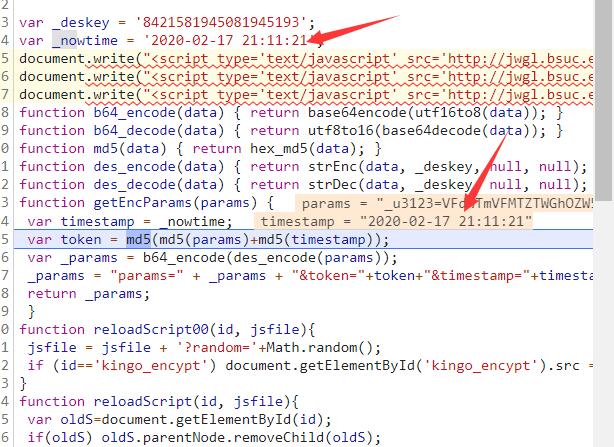 2
3 var _deskey = '8421581945081945193';
4 var _nowtime = '2020-02-17 21:11:21';
5 document.write("<script type='text/javascript' src='http://jwgl.bsuc.e
6 document.write("<script type='text/javascript' src='http://jwgl.bsuc.e
7 document.write("<script type='text/javascript' src='http://jwgl.bsuc.e
8 function b64_encode(data) { return base64encode(utf16to8(data)); }
9 function b64_decode(data) { return utf8to16(base64decode(data)); }
0 function md5(data) { return hex_md5(data); }
1 function des_encode(data) { return strEnc(data, _deskey, null, null);
2 function des_decode(data) { return strDec(data, _deskey, null, null);
3 function getEncParams(params) { params = "_u3123=
4 var timestamp = _nowtime; timestamp = "2020-02-17 21:11:21"
5 var token = md5(md5(params)+md5(timestamp));
6 var _params = b64_encode(des_encode(params));
7 _params = "params=" + _params + "&token="+token+"&timestamp="+timesta
8 return _params;
9 }
0 function reloadScript00(id, jsfile){
1 jsfile = jsfile + '?random='+Math.random();
2 if (id=='kingo_encypt') document.getElementById('kingo_encypt').src =
3 }
4 function reloadScript(id, jsfile){
5 var oldS=document.getElementById(id);
6 if(oldS) oldS.parentNode.removeChild(oldS);